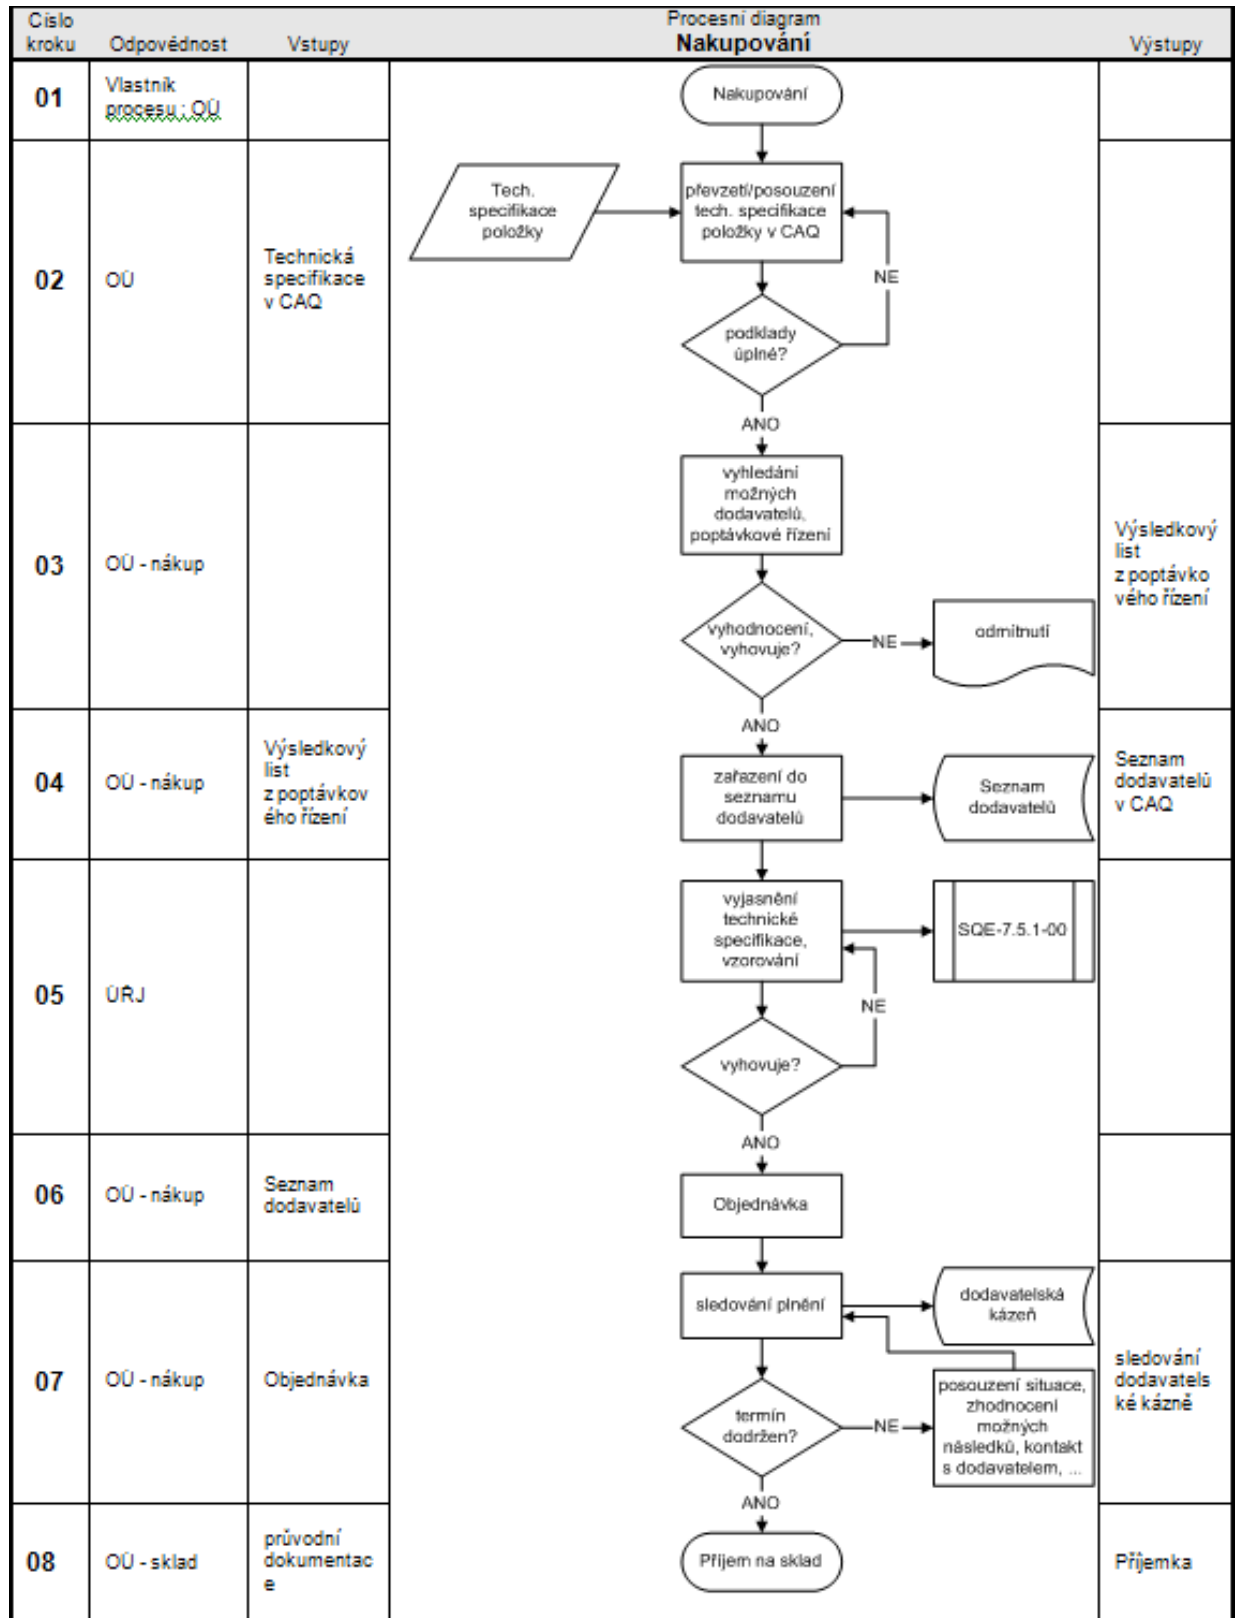 Číslo
kroku
Odpovědnost
Vstupy
Procesní diagram
Nakupování
Výstupy
01
Vlastník
procesu ; OÚ
Nakupování
02
OÚ
Technická
specifikace
v CAQ
Tech.
specifikace
položky
převzetí/posouzení
tech. specifikace
položky v CAQ
NE
podklady
úplné?
ANO
03
OÚ - nákup
vyhledání
možných
dodavatelů,
poptávkové řízení
vyhodnocení,
vyhovuje?
NE
odmítnutí
ANO
Výsledkový
list
z poptávko
vého řízení
04
OÚ - nákup
Výsledkový
list
z poptávkov
ého řízení
zařazení do
seznamu
dodavatelů
Seznam
dodavatelů
Seznam
dodavatelů
v CAQ
05
ÚŘJ
vyjasnění
technické
specifikace,
vzorování
SQE-7.5.1-00
NE
vyhovuje?
ANO
06
OÚ - nákup
Seznam
dodavatelů
Objednávka
07
OÚ - nákup
Objednávka
sledování plnění
dodavatelská
kázeň
termín
dodržen?
NE
posouzení situace,
zhodnocení
možných
následků, kontakt
s dodavatelem, ...
ANO
sledování
dodavatels
ké kázně
08
OÚ - sklad
průvodní
dokumentac
e
Příjem na sklad
Příjemka